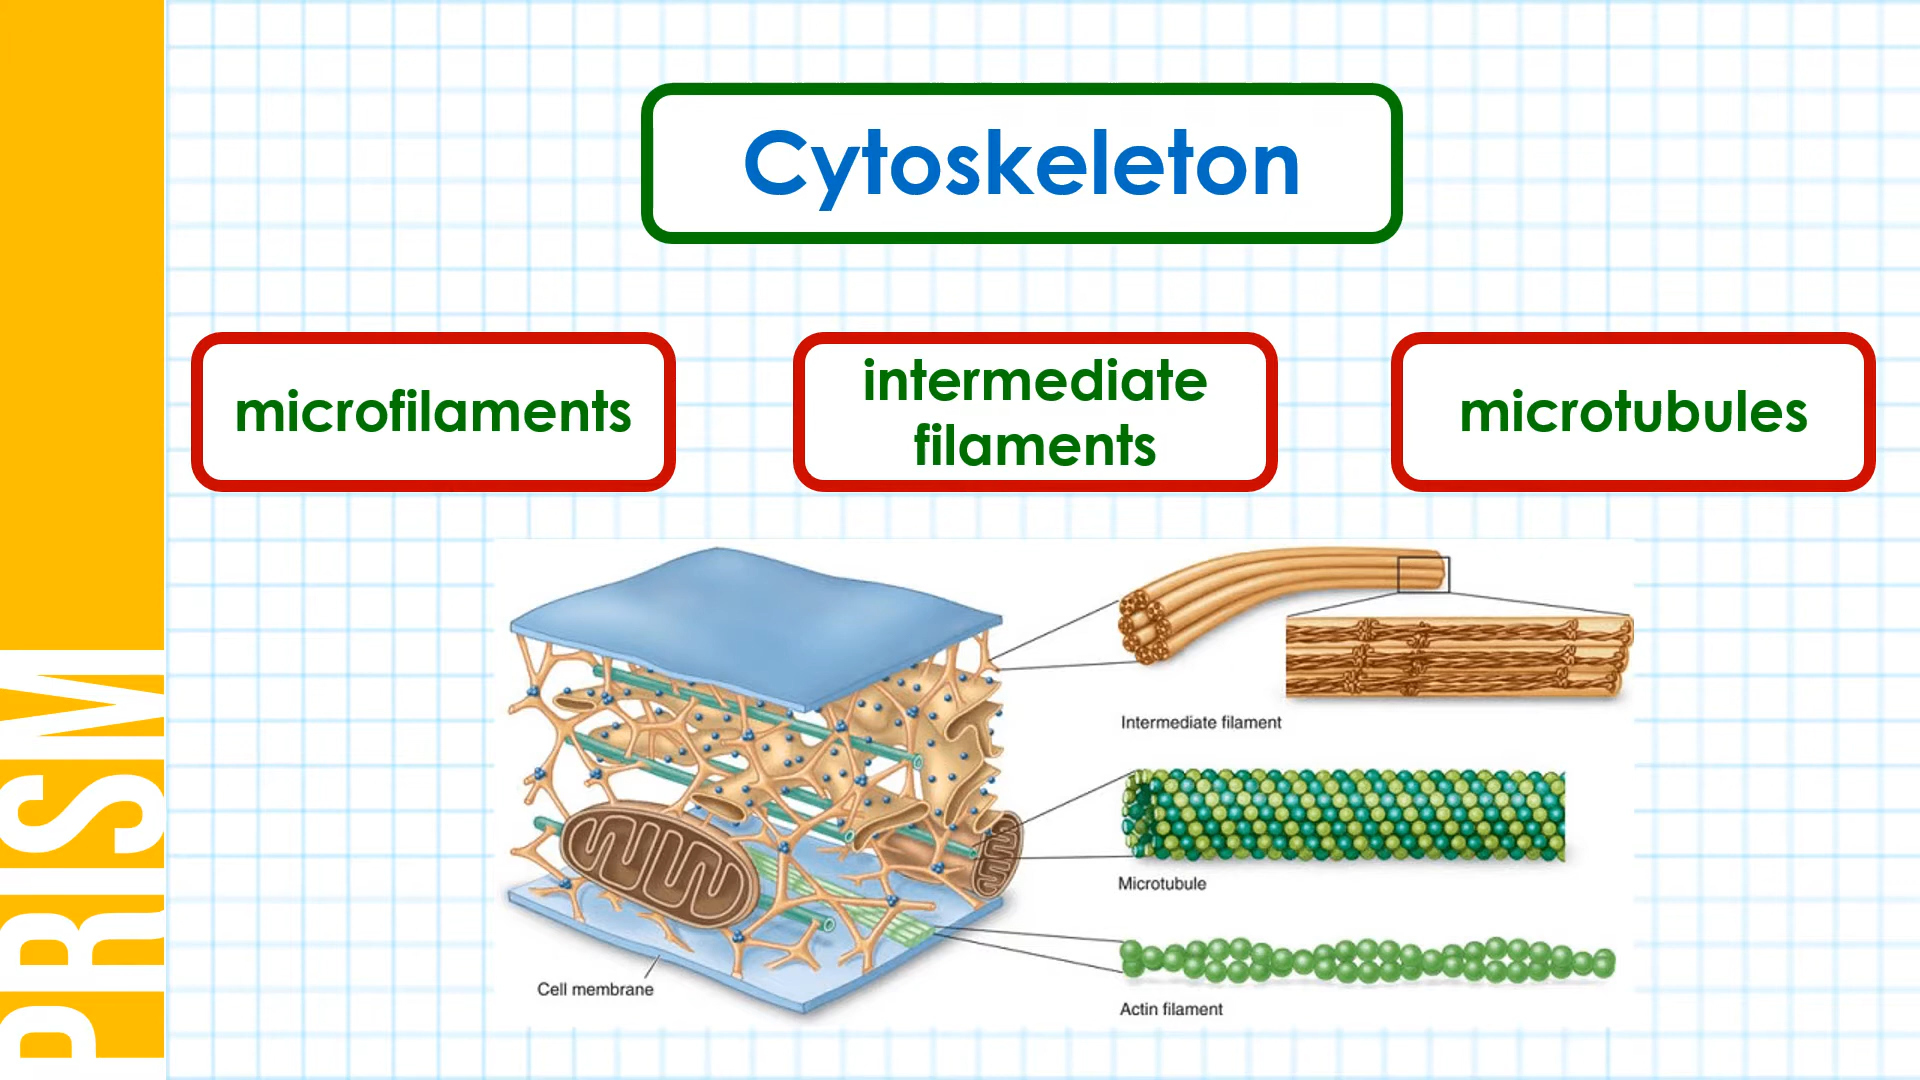 Cytoskeleton
microfilaments
intermediate
filaments
microtubules
Intermediate filament
Microtubule
Cell membrane
Actin filament
PRISM